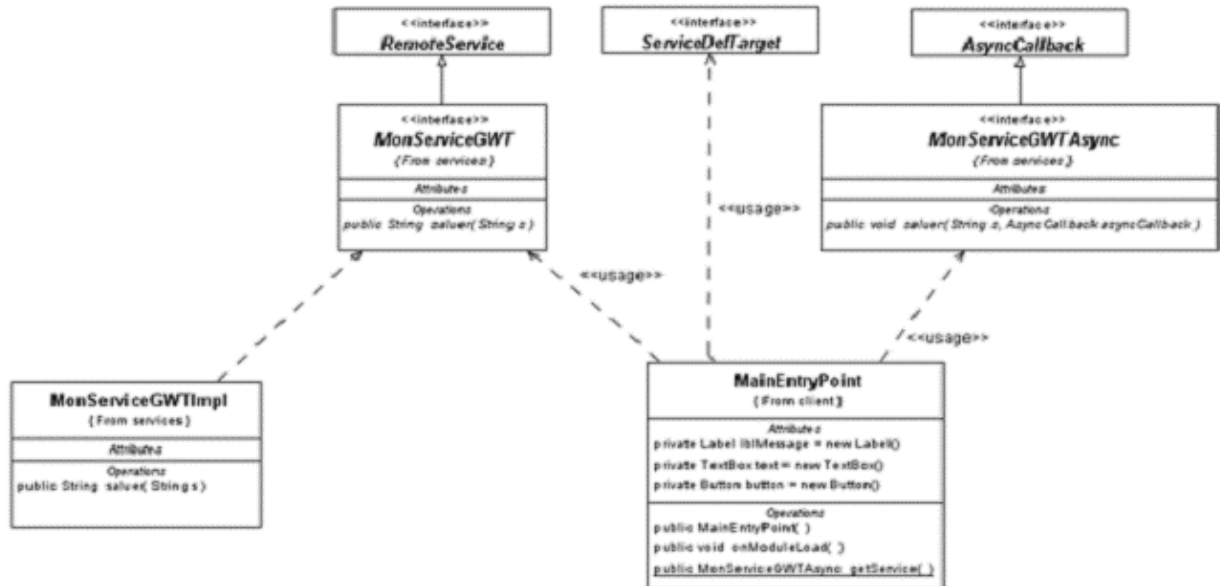 <<interface>>
RemoteService
<<interface>>
ServiceDefTarget
<<interface>>
AsyncCallback
<<interface>>
MonServiceGWT
{From services}
Attributes
Operations
public String saluer( String s )
<<interface>>
MonServiceGWTAsync
{From services}
Attributes
Operations
public void saluer( String s, AsyncCallback asyncCallback )
<<usage>>
<<usage>>
<<usage>>
MonServiceGWTImpl
{From services}
Attributes
Operations
public String saluer( String s )
MainEntryPoint
{From client}
Attributes
private Label lblMessage = new Label()
private TextBox text = new TextBox()
private Button button = new Button()
Operations
public MainEntryPoint( )
public void onModuleLoad( )
public MonServiceGWTAsync getService( )